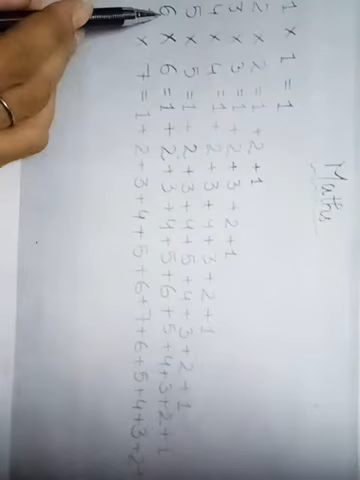 Maths
1 × 1 = 1
2 × 2 = 1 + 2 + 1
3 × 3 = 1 + 2 + 3 + 2 + 1
4 × 4 = 1 + 2 + 3 + 4 + 3 + 2 + 1
5 × 5 = 1 + 2 + 3 + 4 + 5 + 4 + 3 + 2 + 1
6 × 6 = 1 + 2 + 3 + 4 + 5 + 6 + 5 + 4 + 3 + 2 + 1
× 7 = 1 + 2 + 3 + 4 + 5 + 6 + 7 + 6 + 5 + 4 + 3 + 2 +